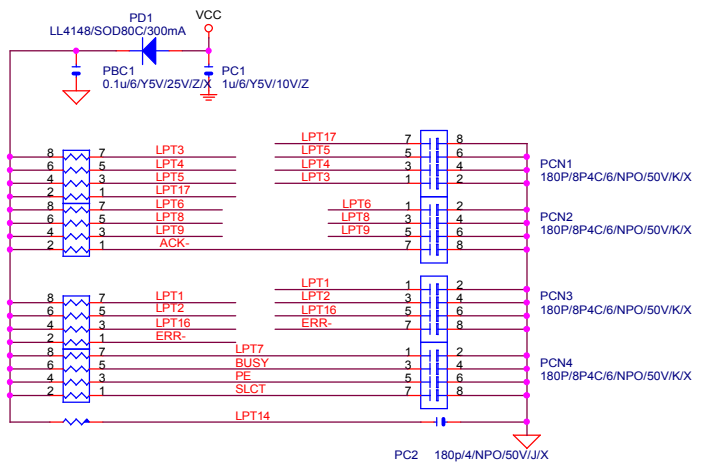 PD1
VCC
LL4148/SOD80C/300mA
PBC1
0.1u/6/Y5V/25V/Z/X
PC1
1u/6/Y5V/10V/Z
8 7 LPT3
6 5 LPT4
4 3 LPT5
2 1 LPT17
8 7 LPT6
6 5 LPT8
4 3 LPT9
2 1 ACK-
LPT17 7 8
LPT5 5 6
LPT4 3 4
LPT3 1 2
PCN1
180P/8P4C/6/NPO/50V/K/X
LPT6 1 2
LPT8 3 4
LPT9 5 6
7 8
PCN2
180P/8P4C/6/NPO/50V/K/X
8 7 LPT1
6 5 LPT2
4 3 LPT16
2 1 ERR-
LPT1 1 2
LPT2 3 4
LPT16 5 6
ERR- 7 8
PCN3
180P/8P4C/6/NPO/50V/K/X
8 7 LPT7 1 2
6 5 BUSY 3 4
4 3 PE 5 6
2 1 SLCT 7 8
PCN4
180P/8P4C/6/NPO/50V/K/X
LPT14
PC2 180p/4/NPO/50V/J/X